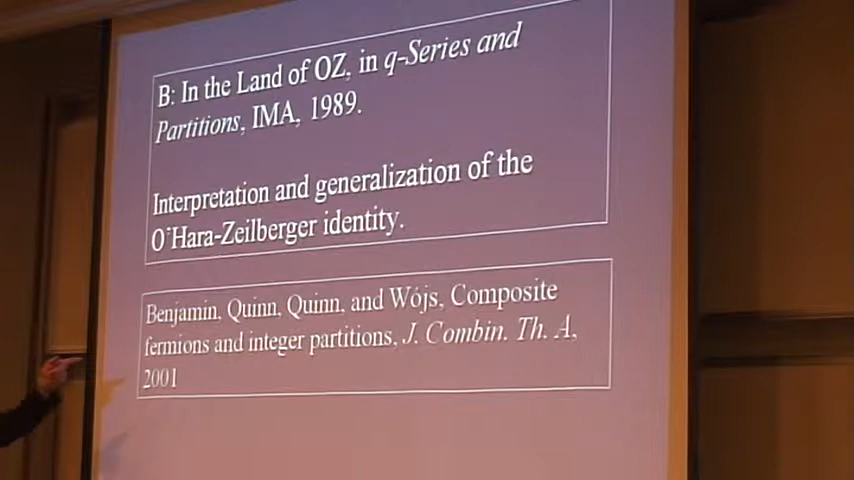 B: In the Land of OZ, in q-Series and
Partitions, IMA, 1989.
Interpretation and generalization of the
O'Hara-Zeilberger identity.
Benjamin, Quinn, Quinn, and Wójs, Composite
fermions and integer partitions, J. Combin. Th. A,
2001